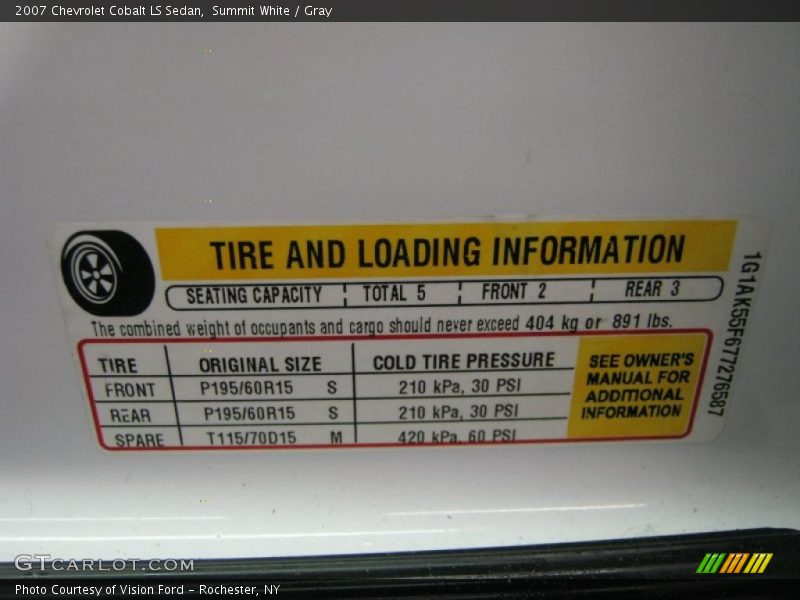 2007 Chevrolet Cobalt LS Sedan, Summit White / Gray
TIRE AND LOADING INFORMATION
SEATING CAPACITY TOTAL 5 FRONT 2 REAR 3
The combined weight of occupants and cargo should never exceed 404 kg or 891 lbs.
TIRE ORIGINAL SIZE COLD TIRE PRESSURE
FRONT P195/60R15 S 210 kPa, 30 PSI
REAR P195/60R15 S 210 kPa, 30 PSI
SPARE T115/70D15 M 420 kPa, 60 PSI
SEE OWNER'S
MANUAL FOR
ADDITIONAL
INFORMATION
1G1AK55F677276587
GTCARLOT.COM
Photo Courtesy of Vision Ford - Rochester, NY